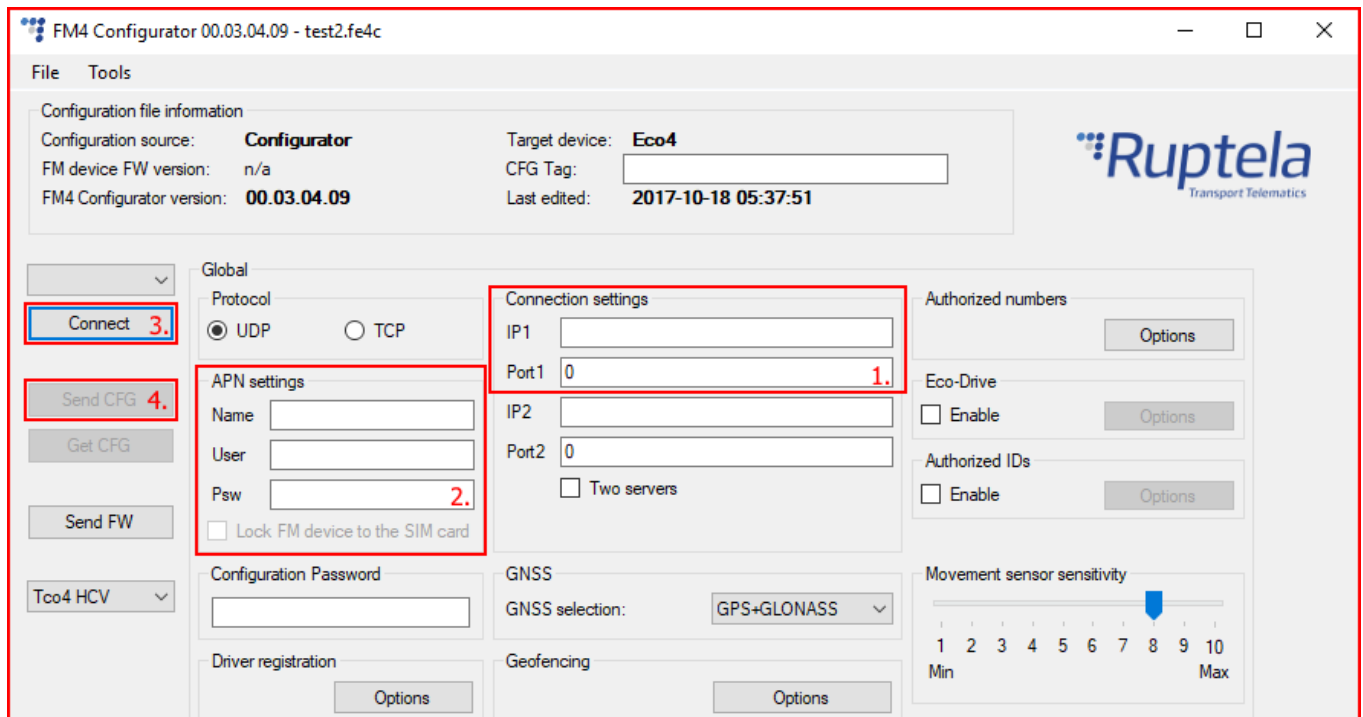 FM4 Configurator 00.03.04.09 - test2.fe4c
File Tools
Configuration file information
Configuration source: Configurator Target device: Eco4
FM device FW version: n/a CFG Tag:
FM4 Configurator version: 00.03.04.09 Last edited: 2017-10-18 05:37:51
Ruptela
Transport Telematics
Connect 3.
Send CFG 4.
Get CFG
Send FW
Tco4 HCV
Global
Protocol
UDP TCP
APN settings
Name
User
Psw 2.
Lock FM device to the SIM card
Configuration Password
Driver registration
Options
Connection settings
IP1
Port1 0 1.
IP2
Port2 0
Two servers
GNSS
GNSS selection: GPS+GLONASS
Geofencing
Options
Authorized numbers
Options
Eco-Drive
Enable Options
Authorized IDs
Enable Options
Movement sensor sensitivity
1 2 3 4 5 6 7 8 9 10
Min Max